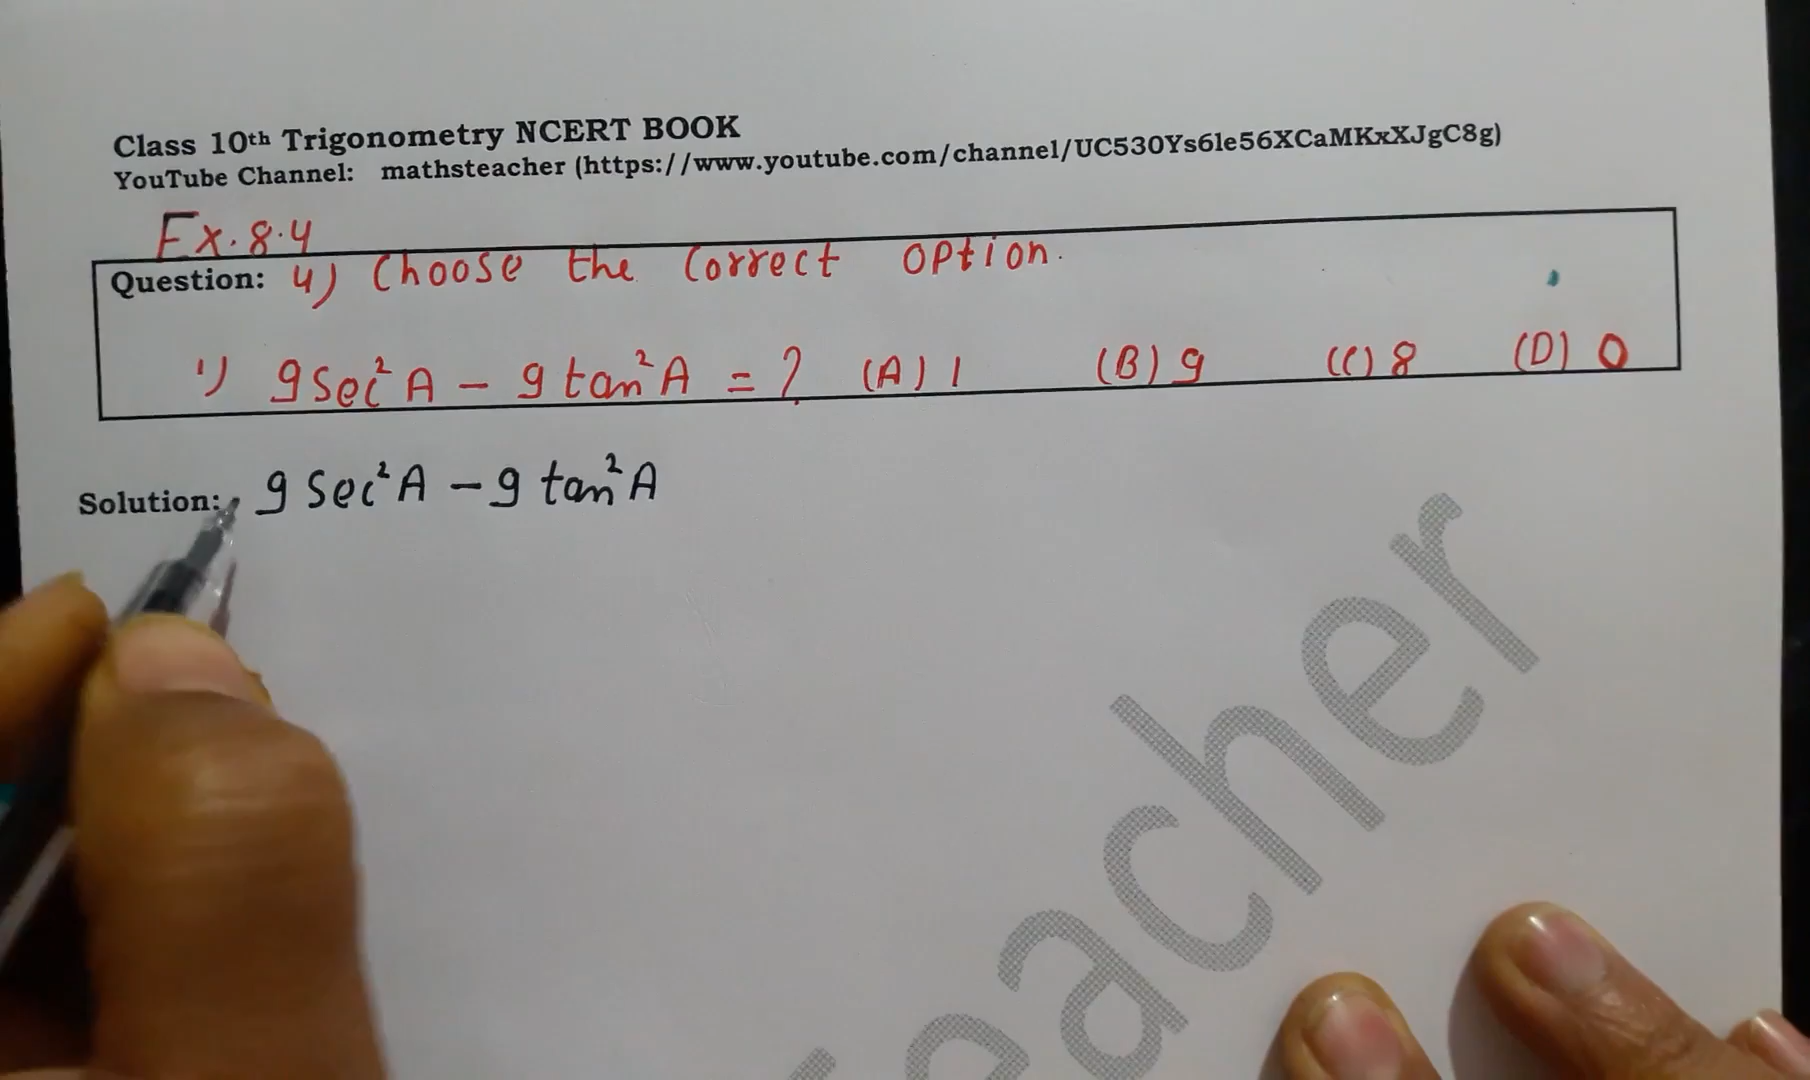 Class 10th Trigonometry NCERT BOOK
YouTube Channel: mathsteacher (https://www.youtube.com/channel/UC530Ys6le56XCaMKxXJgC8g)
Ex. 8.4
Question: 4) Choose the Correct option.
i) 9 Sec²A - 9 tan²A = ? (A) 1 (B) 9 (C) 8 (D) 0
Solution: 9 Sec²A - 9 tan²A
eacher